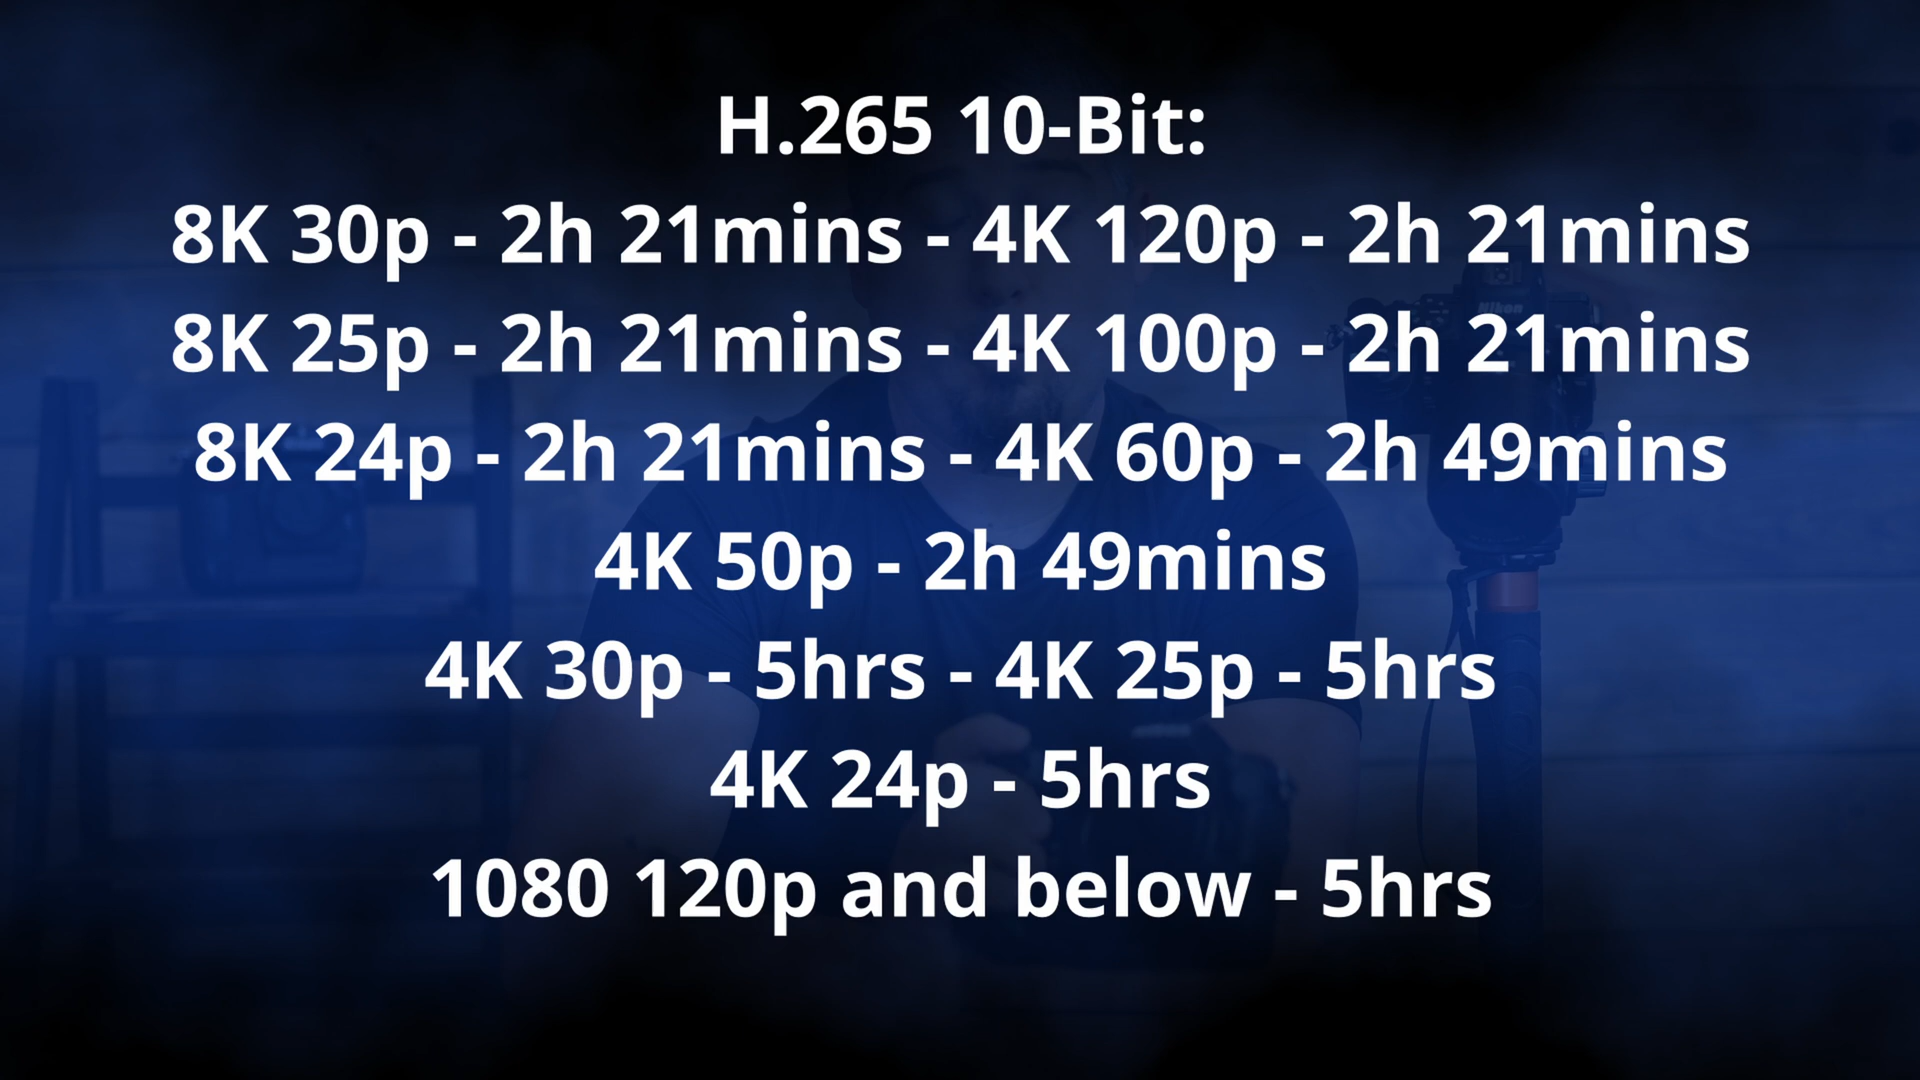 H.265 10-Bit:
8K 30p - 2h 21mins - 4K 120p - 2h 21mins
8K 25p - 2h 21mins - 4K 100p - 2h 21mins
8K 24p - 2h 21mins - 4K 60p - 2h 49mins
4K 50p - 2h 49mins
4K 30p - 5hrs - 4K 25p - 5hrs
4K 24p - 5hrs
1080 120p and below - 5hrs
Nikon